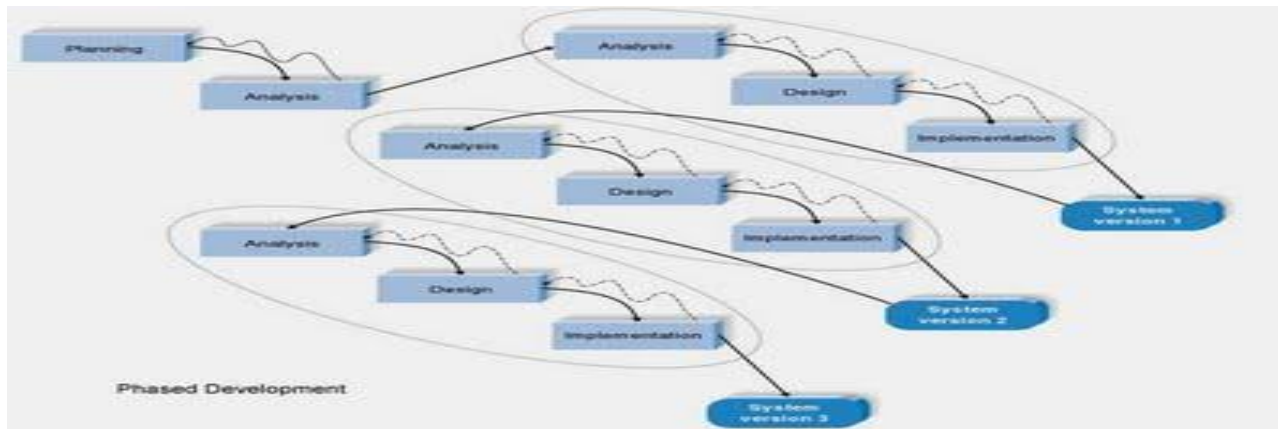 Planning
Analysis
Analysis
Design
Implementation
System
version 1
Analysis
Design
Implementation
System
version 2
Analysis
Design
Implementation
System
version 3
Phased Development